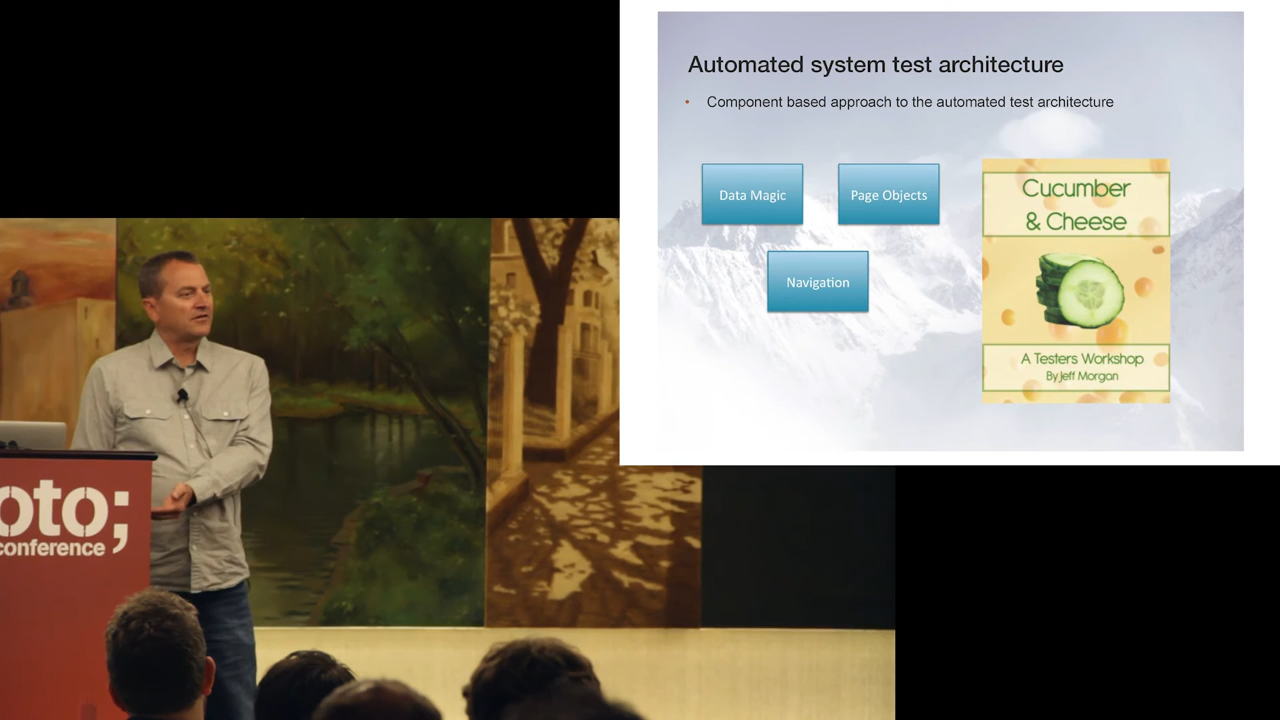 Automated system test architecture
• Component based approach to the automated test architecture
Data Magic
Page Objects
Navigation
Cucumber
& Cheese
A Testers Workshop
By Jeff Morgan
oto;
conference